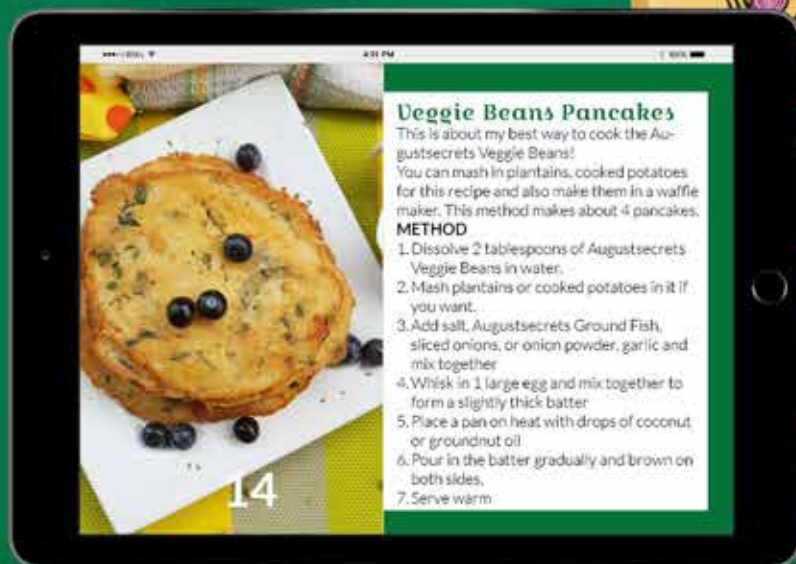 4:31 PM
Veggie Beans Pancakes
This is about my best way to cook the Au-
gustsecrets Veggie Beans!
You can mash in plantains, cooked potatoes
for this recipe and also make them in a waffle
maker. This method makes about 4 pancakes.
METHOD
1. Dissolve 2 tablespoons of Augustsecrets
Veggie Beans in water.
2. Mash plantains or cooked potatoes in it if
you want.
3. Add salt, Augustsecrets Ground Fish,
sliced onions, or onion powder, garlic and
mix together
4. Whisk in 1 large egg and mix together to
form a slightly thick batter
5. Place a pan on heat with drops of coconut
or groundnut oil
6. Pour in the batter gradually and brown on
both sides.
7. Serve warm
14